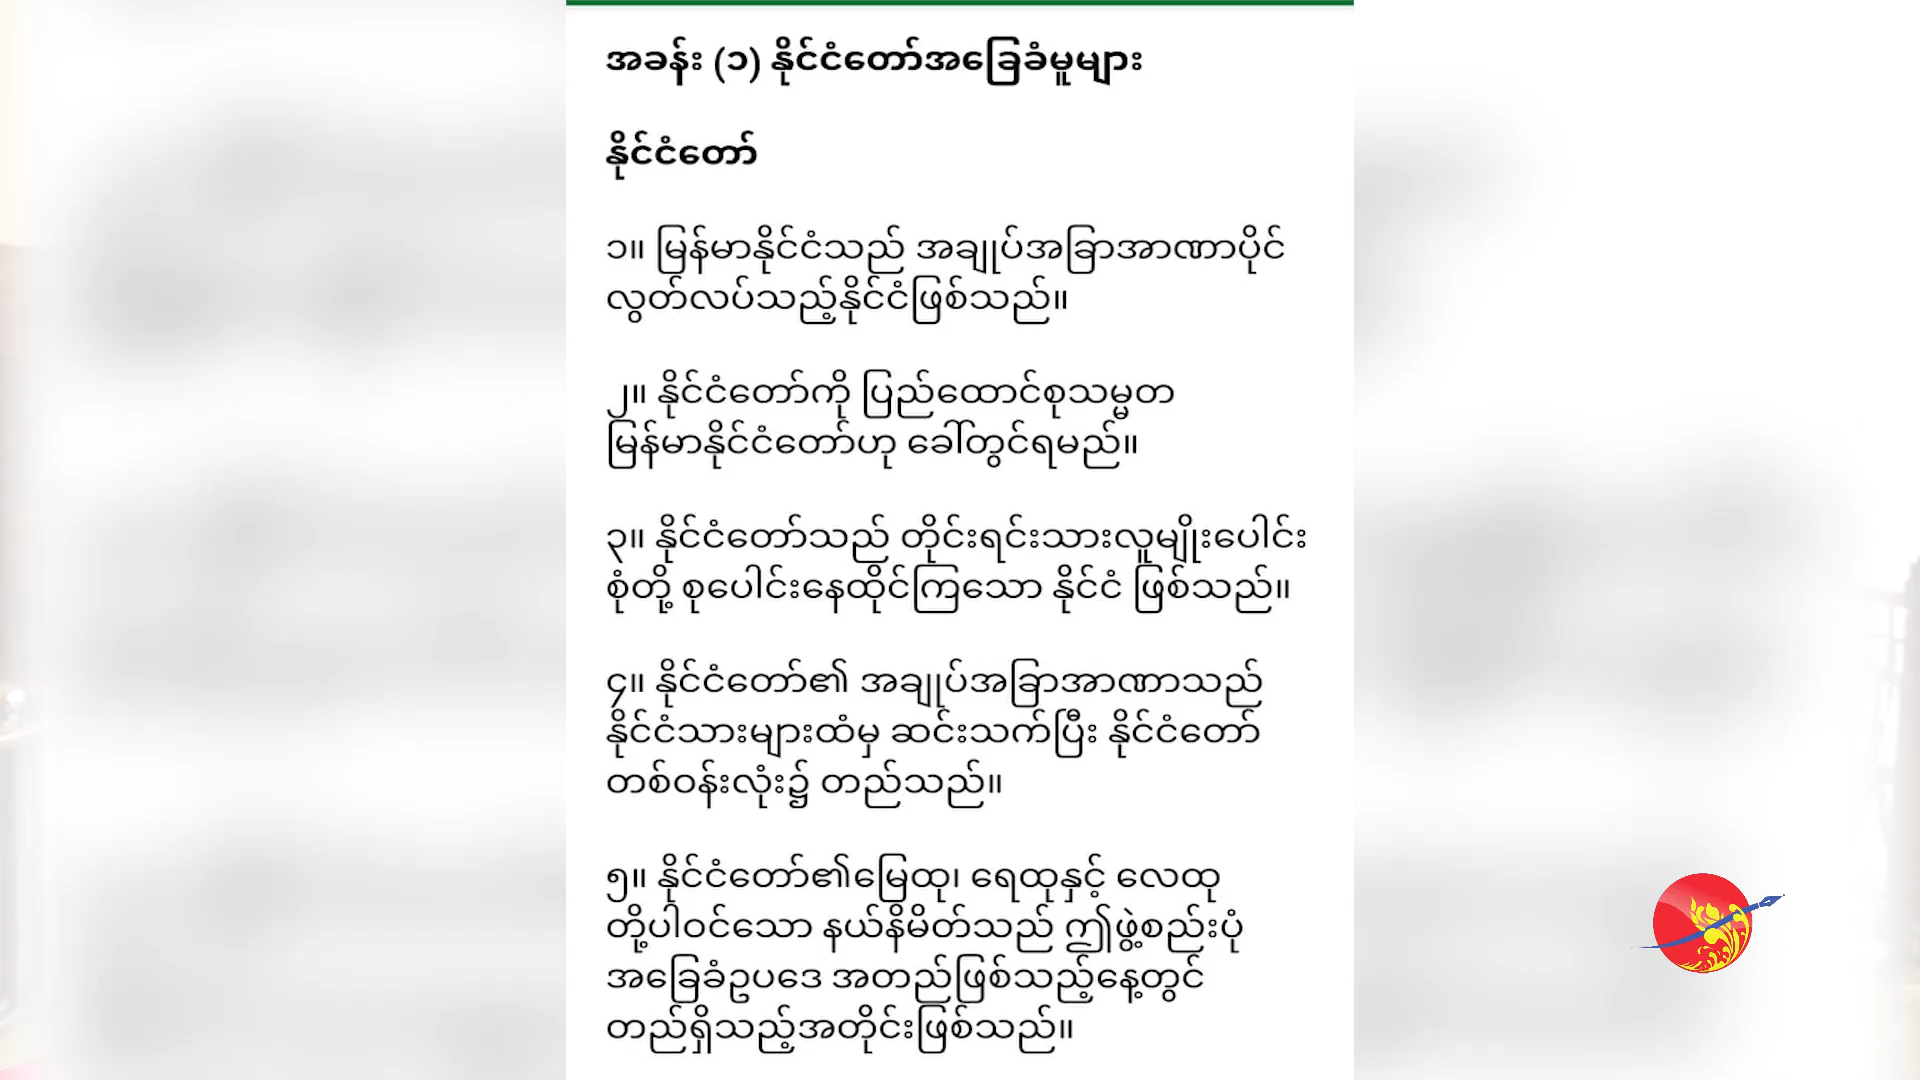 အခန်း (၁) နိုင်ငံတော်အခြေခံမူများ
နိုင်ငံတော်
၁။ မြန်မာနိုင်ငံသည် အချုပ်အခြာအာဏာပိုင်
လွတ်လပ်သည့်နိုင်ငံဖြစ်သည်။
၂။ နိုင်ငံတော်ကို ပြည်ထောင်စုသမ္မတ
မြန်မာနိုင်ငံတော်ဟု ခေါ်တွင်ရမည်။
၃။ နိုင်ငံတော်သည် တိုင်းရင်းသားလူမျိုးပေါင်း
စုံတို့ စုပေါင်းနေထိုင်ကြသော နိုင်ငံ ဖြစ်သည်။
၄။ နိုင်ငံတော်၏ အချုပ်အခြာအာဏာသည်
နိုင်ငံသားများထံမှ ဆင်းသက်ပြီး နိုင်ငံတော်
တစ်ဝန်းလုံး၌ တည်သည်။
၅။ နိုင်ငံတော်၏မြေထု၊ ရေထုနှင့် လေထု
တို့ပါဝင်သော နယ်နိမိတ်သည် ဤဖွဲ့စည်းပုံ
အခြေခံဥပဒေ အတည်ဖြစ်သည့်နေ့တွင်
တည်ရှိသည့်အတိုင်းဖြစ်သည်။